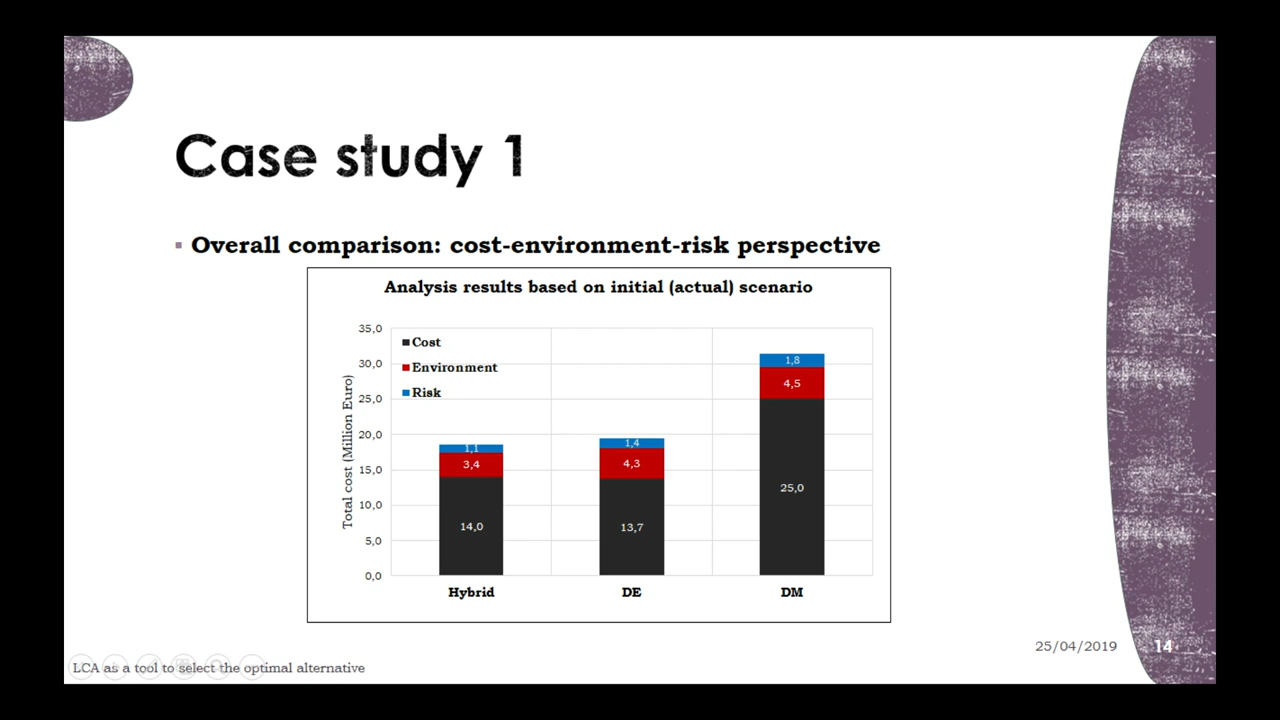 Case study 1
Overall comparison: cost-environment-risk perspective
Analysis results based on initial (actual) scenario
Total cost (Million Euro)
35,0
30,0
25,0
20,0
15,0
10,0
5,0
0,0
Cost
Environment
Risk
1,1
3,4
14,0
1,4
4,3
13,7
1,8
4,5
25,0
Hybrid
DE
DM
25/04/2019
14
LCA as a tool to select the optimal alternative